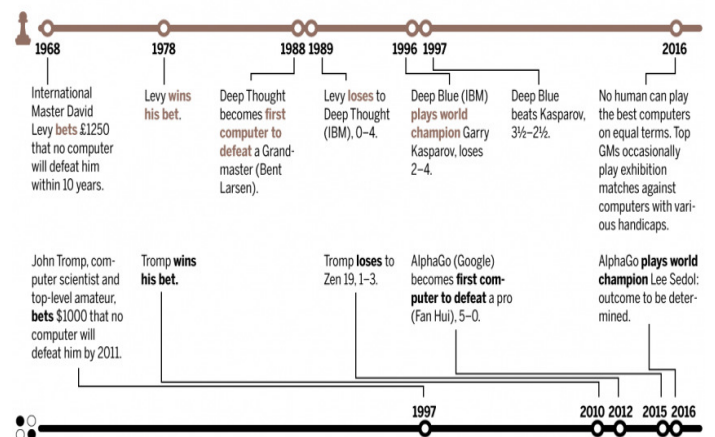 1968
1978
1988 1989
1996 1997
2016
International
Master David
Levy bets £1250
that no computer
will defeat him
within 10 years.
Levy wins
his bet.
Deep Thought
becomes first
computer to
defeat a Grand-
master (Bent
Larsen).
Levy loses to
Deep Thought
(IBM), 0–4.
Deep Blue (IBM)
plays world
champion Garry
Kasparov, loses
2–4.
Deep Blue
beats Kasparov,
3½–2½.
No human can play
the best computers
on equal terms. Top
GMs occasionally
play exhibition
matches against
computers with vari-
ous handicaps.
John Tromp, com-
puter scientist and
top-level amateur,
bets $1000 that no
computer will
defeat him by 2011.
Tromp wins
his bet.
Tromp loses to
Zen 19, 1–3.
AlphaGo (Google)
becomes first com-
puter to defeat a pro
(Fan Hui), 5–0.
AlphaGo plays world
champion Lee Sedol:
outcome to be deter-
mined.
1997
2010 2012
2015 2016